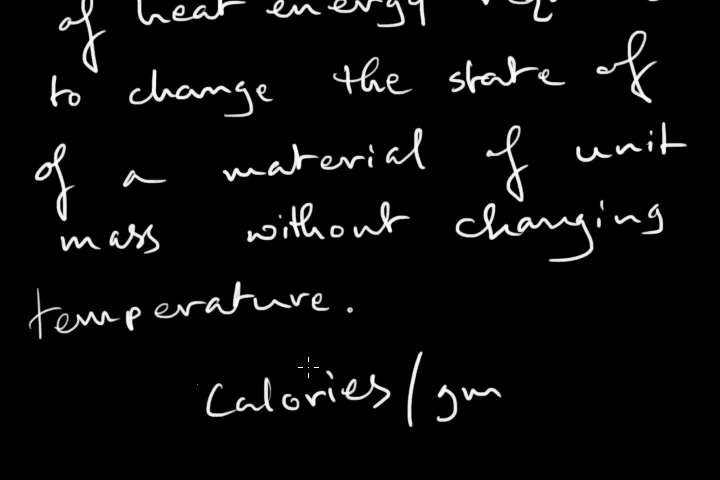 of heat energy
to change the state of
of a material of unit
mass without changing
temperature.
Calories/gm